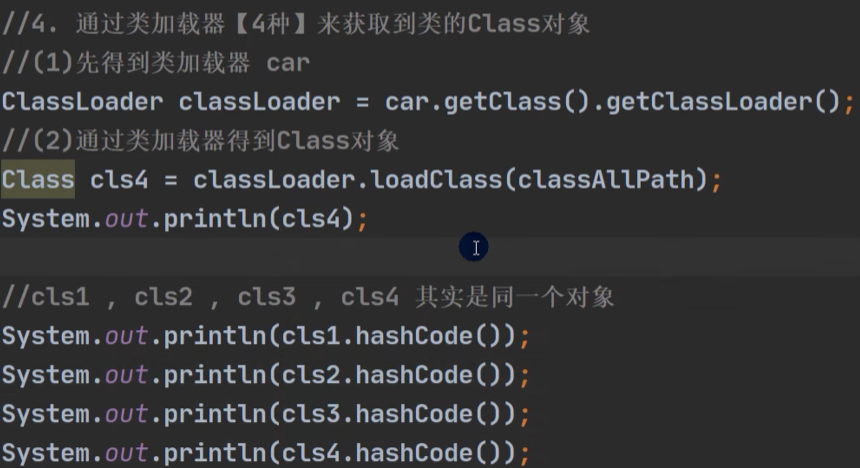 //4. 通过类加载器【4种】来获取到类的Class对象
//(1)先得到类加载器 car
ClassLoader classLoader = car.getClass().getClassLoader();
//(2)通过类加载器得到Class对象
Class cls4 = classLoader.loadClass(classAllPath);
System.out.println(cls4);
//cls1 , cls2 , cls3 , cls4 其实是同一个对象
System.out.println(cls1.hashCode());
System.out.println(cls2.hashCode());
System.out.println(cls3.hashCode());
System.out.println(cls4.hashCode());